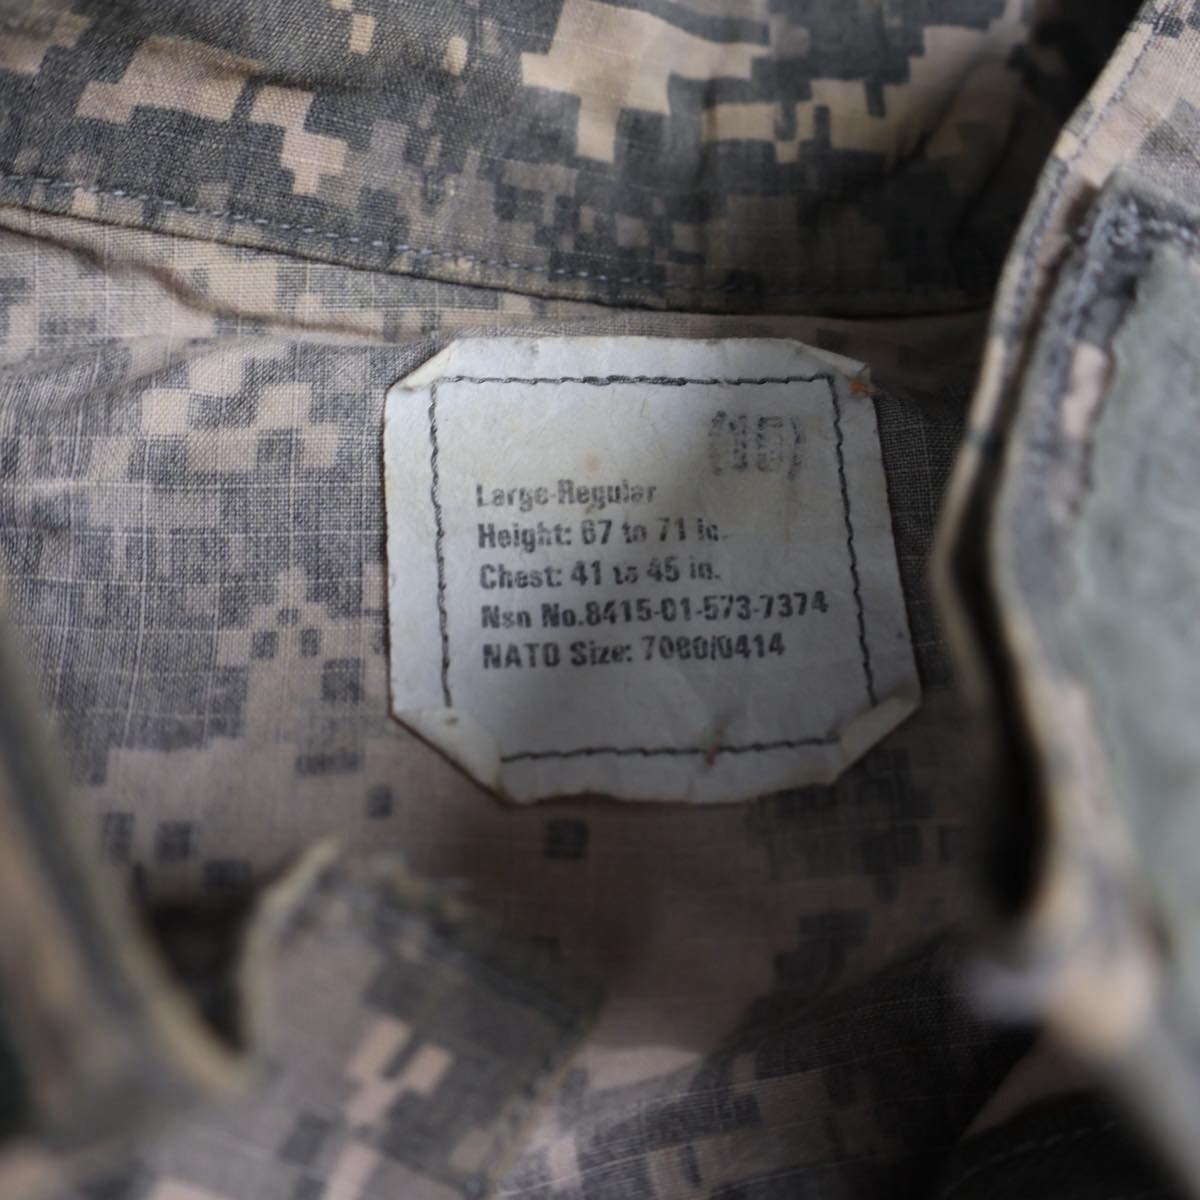 (15)
Large-Regular
Height: 67 to 71 in.
Chest: 41 to 45 in.
Nsn No.8415-01-573-7374
NATO Size: 7080/0414